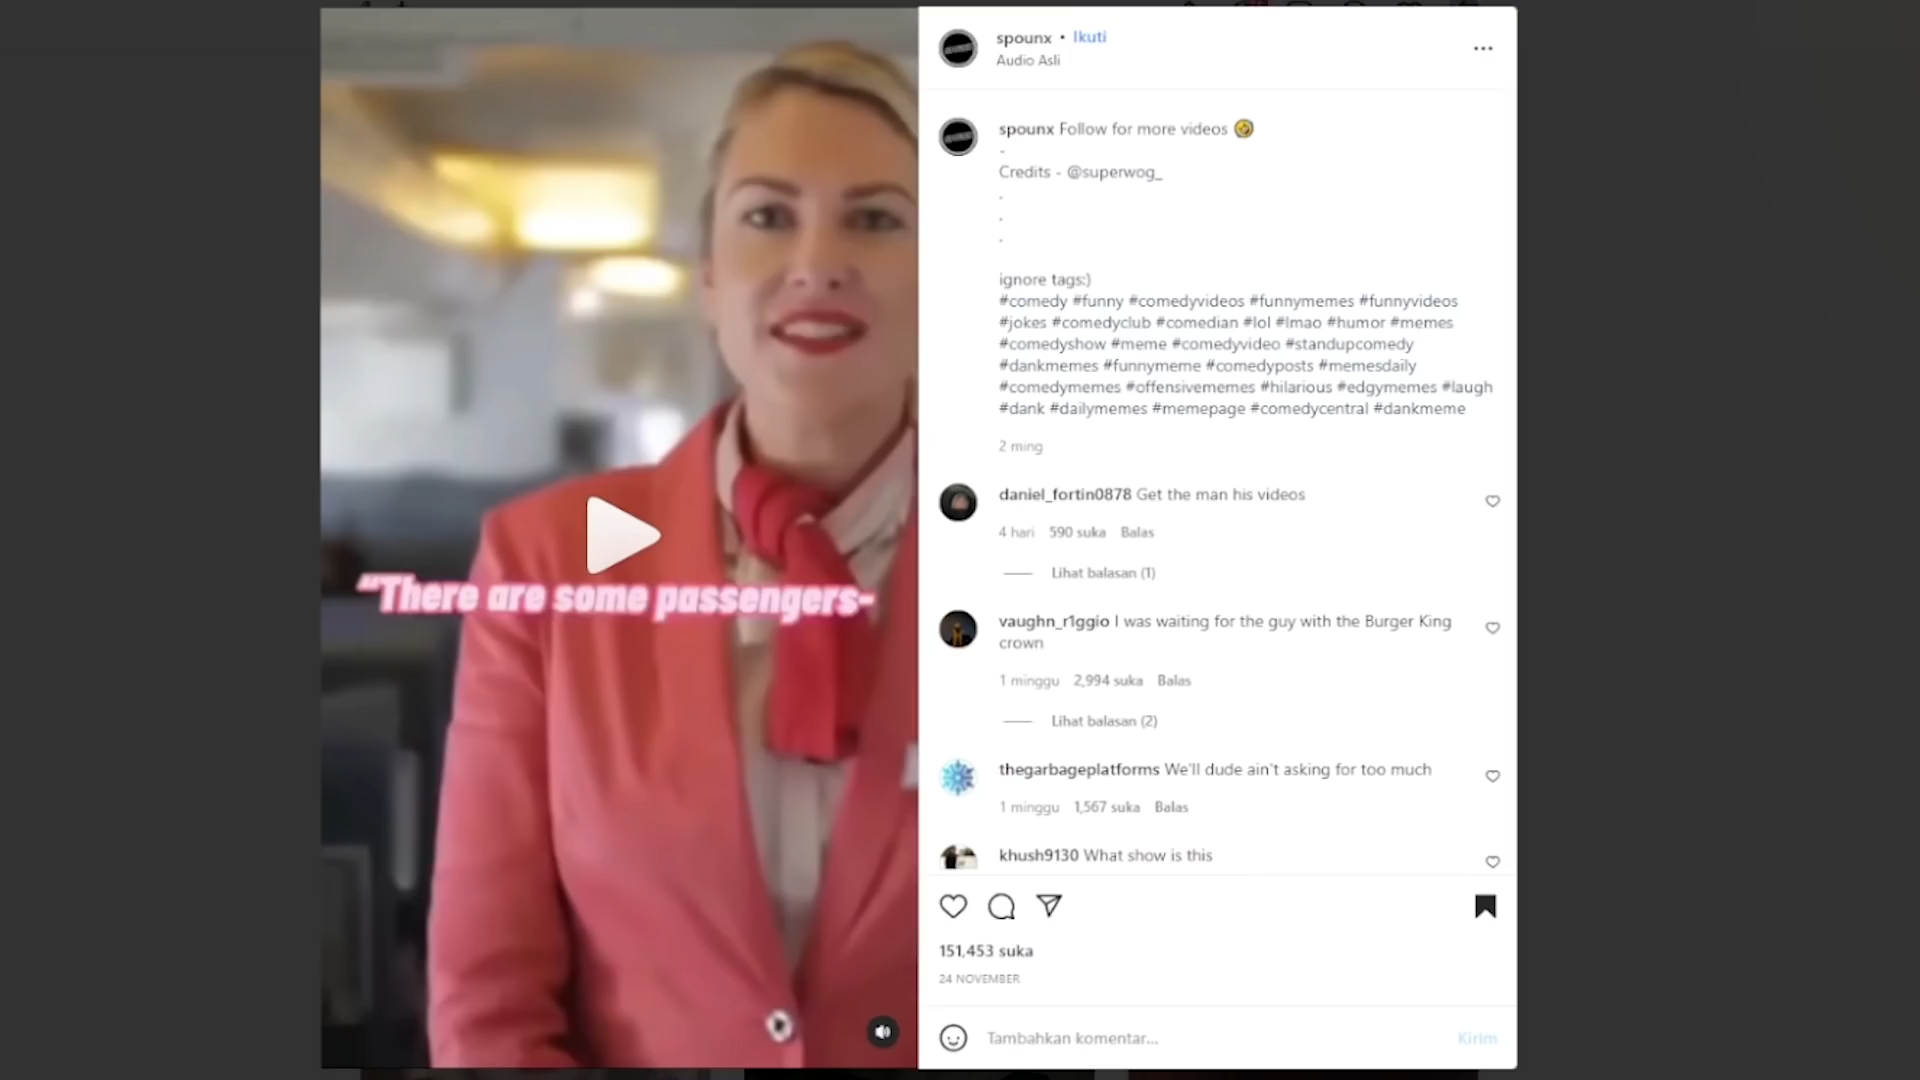 "There are some passengers-
spounx • Ikuti
Audio Asli
spounx Follow for more videos 🤣
-
Credits - @superwog_
.
.
.
ignore tags:)
#comedy #funny #comedyvideos #funnymemes #funnyvideos
#jokes #comedyclub #comedian #lol #lmao #humor #memes
#comedyshow #meme #comedyvideo #standupcomedy
#dankmemes #funnymeme #comedyposts #memesdaily
#comedymemes #offensivememes #hilarious #edgymemes #laugh
#dank #dailymemes #memepage #comedycentral #dankmeme
2 ming
daniel_fortin0878 Get the man his videos
4 hari 590 suka Balas
Lihat balasan (1)
vaughn_r1ggio I was waiting for the guy with the Burger King
crown
1 minggu 2,994 suka Balas
Lihat balasan (2)
thegarbageplatforms We'll dude ain't asking for too much
1 minggu 1,567 suka Balas
khush9130 What show is this
151,453 suka
24 NOVEMBER
Tambahkan komentar...
Kirim